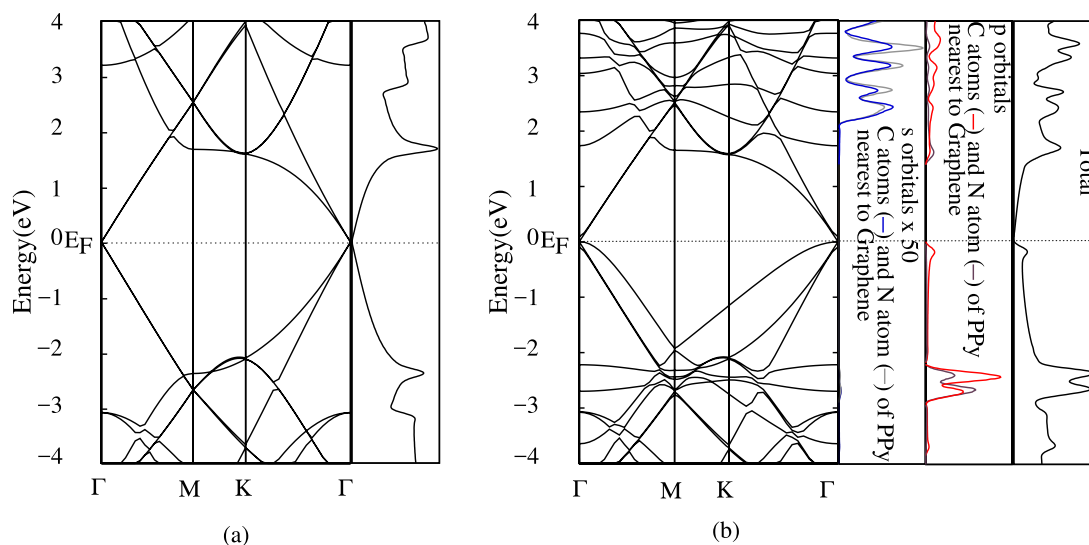 4
3
2
1
0E_F
−1
−2
−3
−4
Energy(eV)
Γ M K Γ
(a)
4
3
2
1
0E_F
−1
−2
−3
−4
Energy(eV)
Γ M K Γ
(b)
s orbitals x 50
C atoms (—) and N atom (—) of PPy
nearest to Graphene
p orbitals
C atoms (—) and N atom (—) of PPy
nearest to Graphene
Total